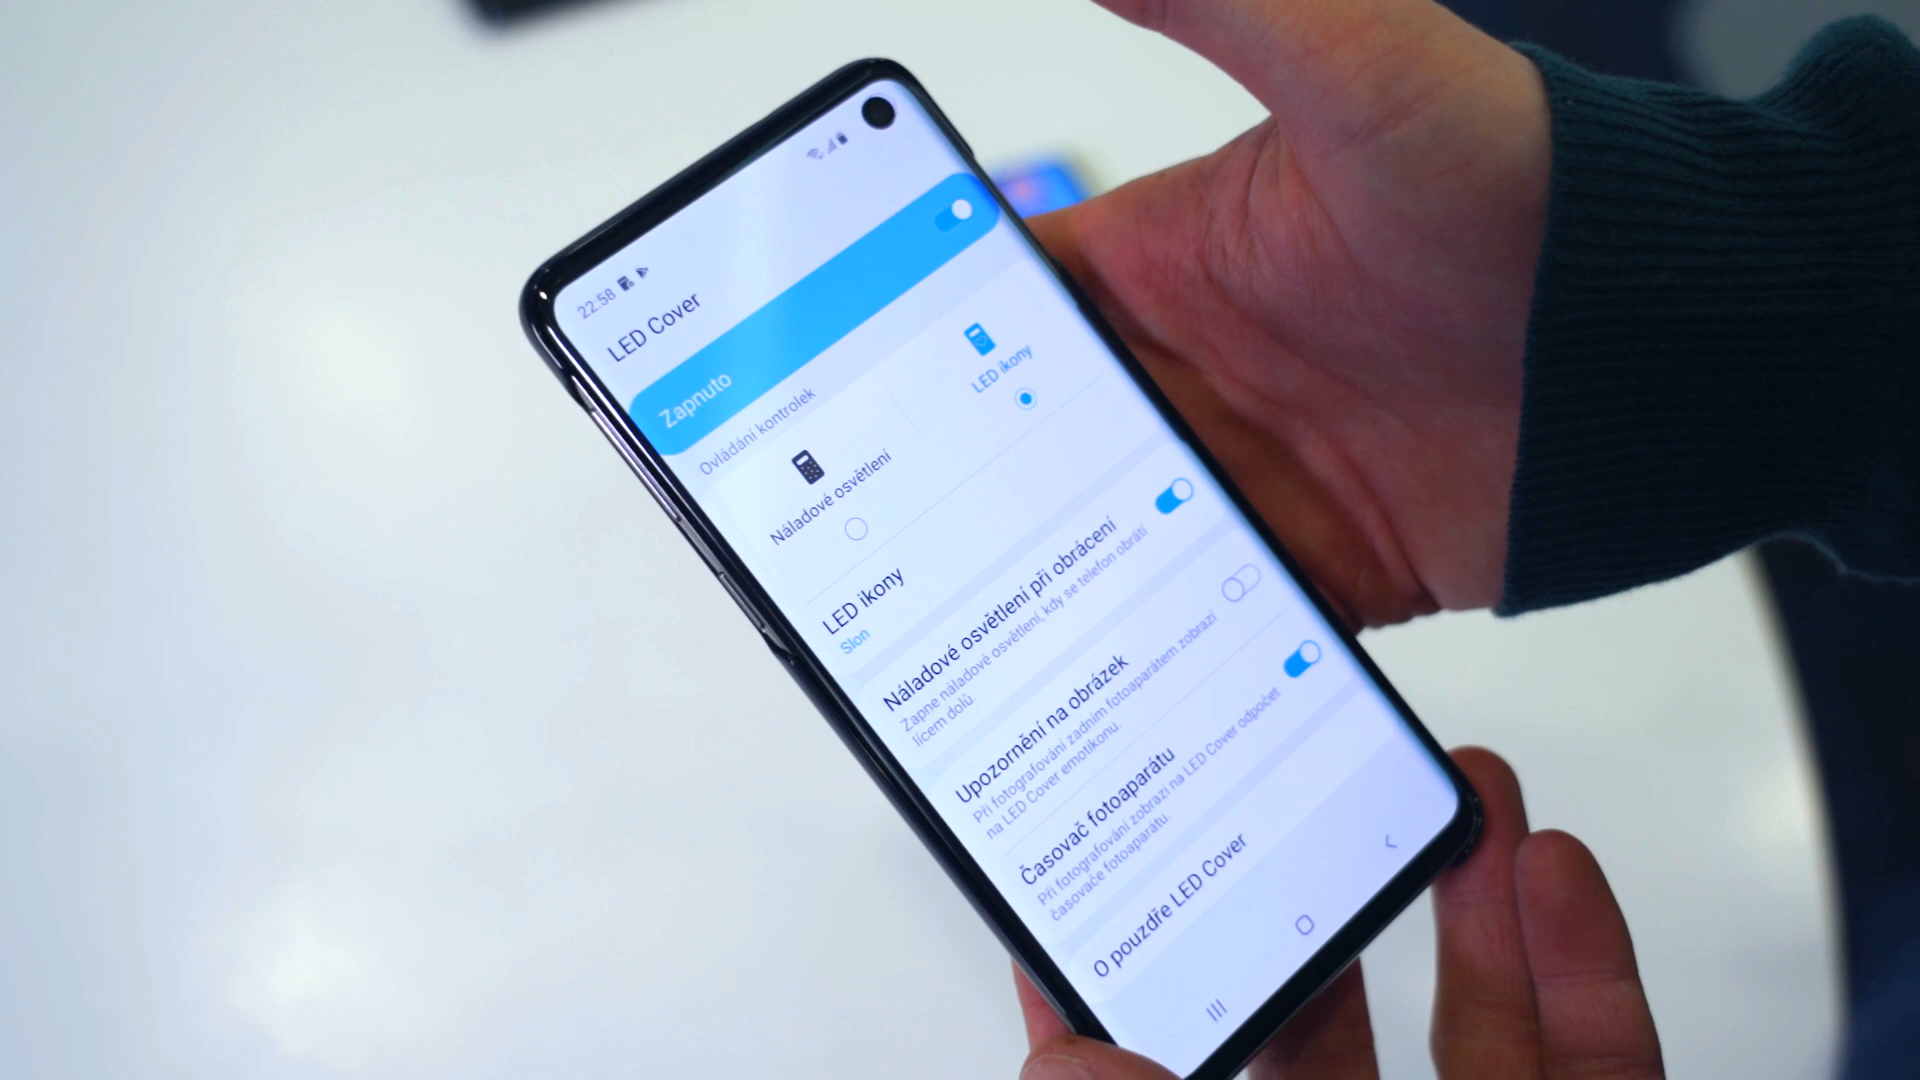 22:58
LED Cover
Zapnuto
Ovládání kontrolek
Náladové osvětlení
LED ikony
LED ikony
Slon
Náladové osvětlení při obrácení
Zapne náladové osvětlení, kdy se telefon obrátí
lícem dolů.
Upozornění na obrázek
Při fotografování zadním fotoaparátem zobrazí
na LED Cover emotikonu.
Časovač fotoaparátu
Při fotografování zobrazí na LED Cover odpočet
časovače fotoaparátu.
O pouzdře LED Cover